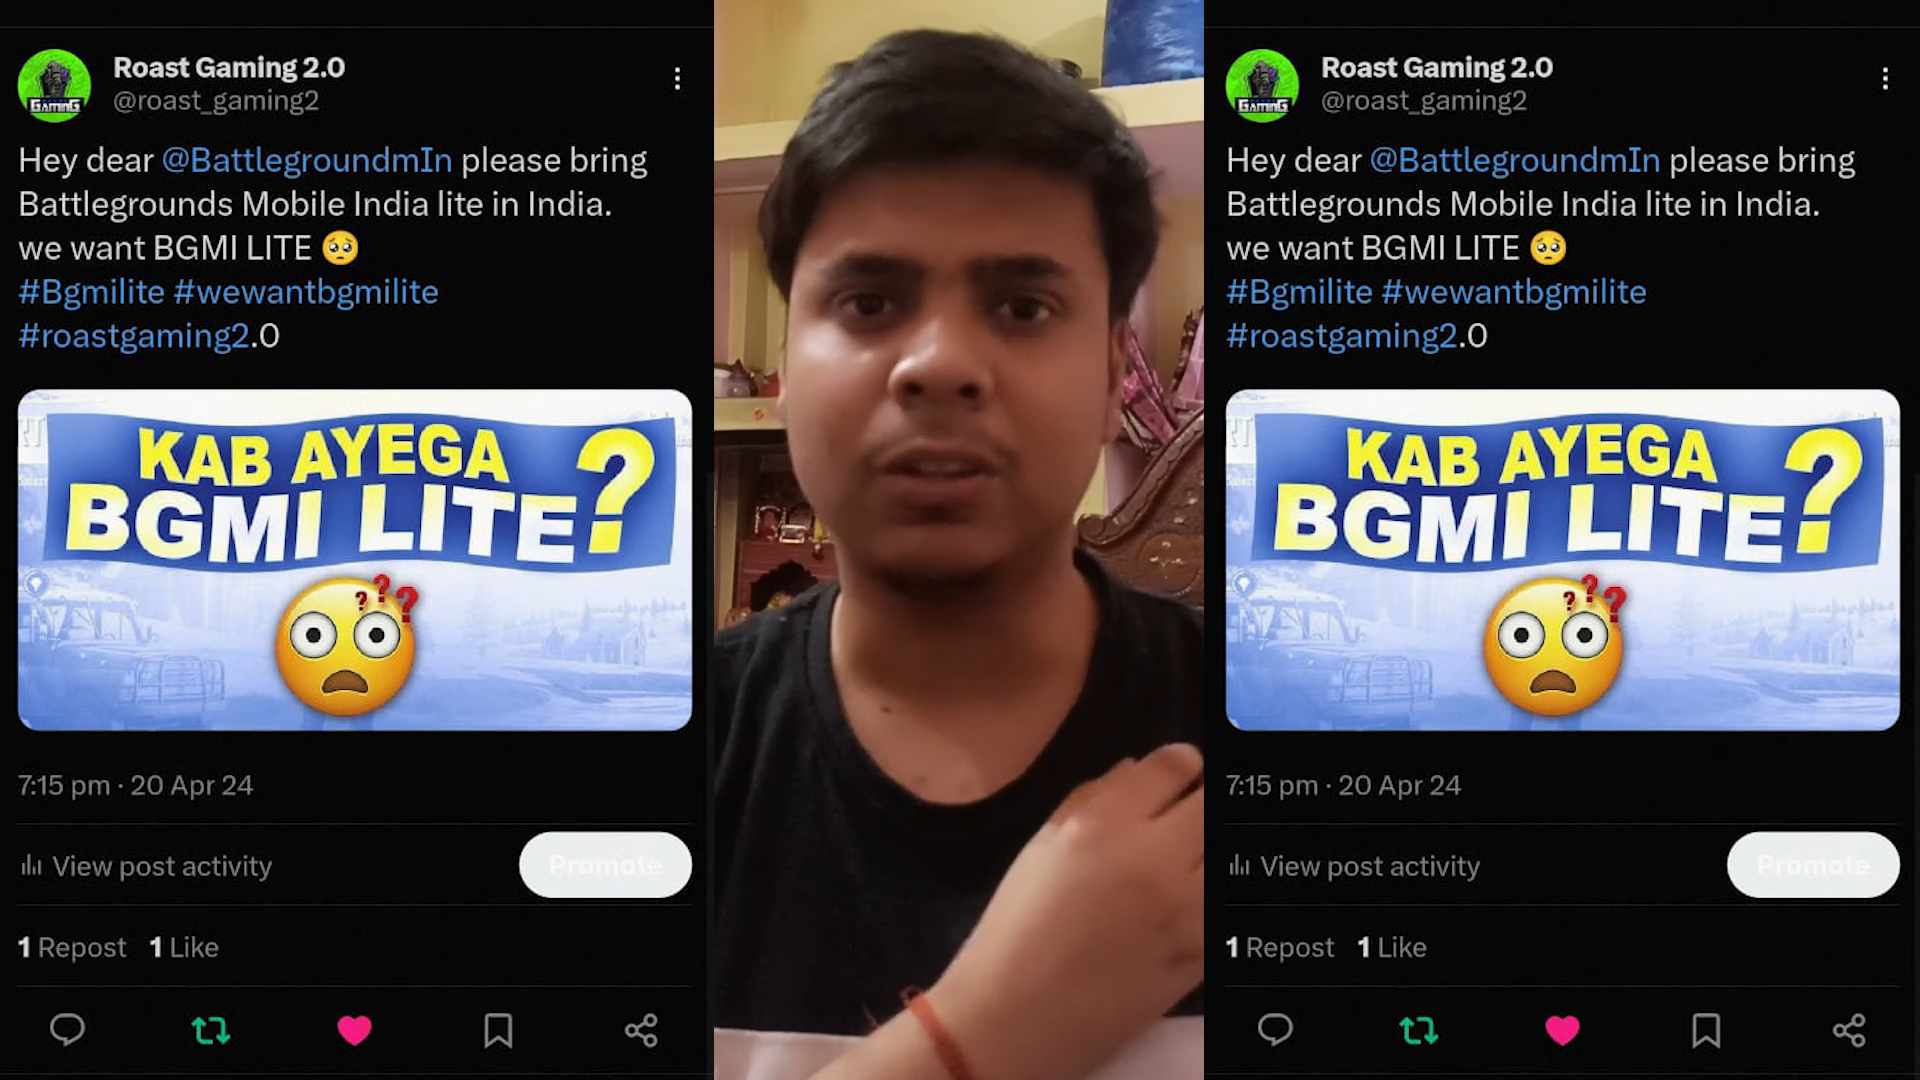 Roast Gaming 2.0
@roast_gaming2
Hey dear @BattlegroundmIn please bring
Battlegrounds Mobile India lite in India.
we want BGMI LITE 🥺
#Bgmilite #wewantbgmilite
#roastgaming2.0
KAB AYEGA
BGMI LITE?
???
7:15 pm · 20 Apr 24
View post activity
Promote
1 Repost 1 Like
Roast Gaming 2.0
@roast_gaming2
Hey dear @BattlegroundmIn please bring
Battlegrounds Mobile India lite in India.
we want BGMI LITE 🥺
#Bgmilite #wewantbgmilite
#roastgaming2.0
KAB AYEGA
BGMI LITE?
???
7:15 pm · 20 Apr 24
View post activity
Promote
1 Repost 1 Like
GAMING
GAMING